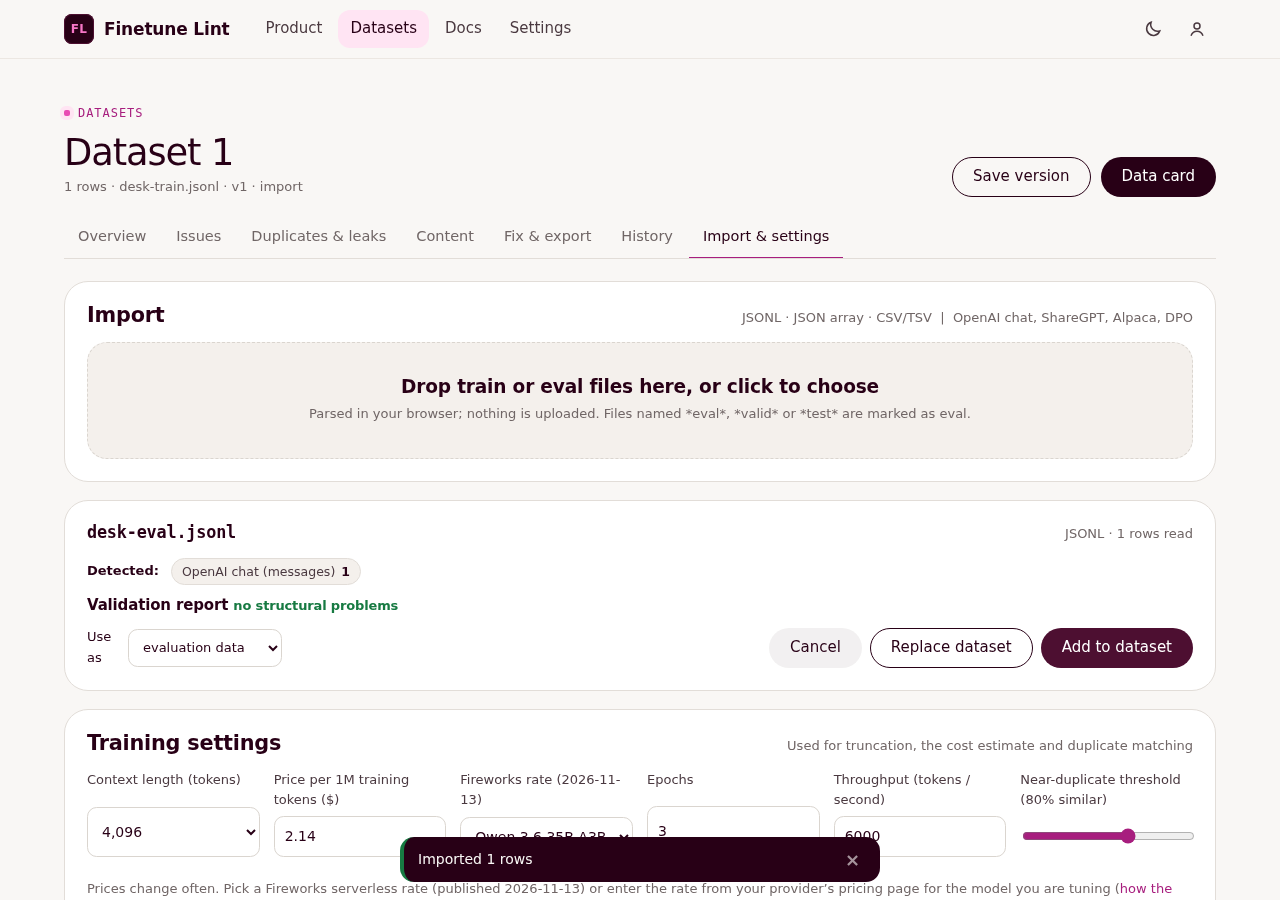 FL Finetune Lint Product Datasets Docs Settings
DATASETS
Dataset 1
1 rows · desk-train.jsonl · v1 · import
Save version Data card
Overview Issues Duplicates & leaks Content Fix & export History Import & settings
Import
JSONL · JSON array · CSV/TSV | OpenAI chat, ShareGPT, Alpaca, DPO
Drop train or eval files here, or click to choose
Parsed in your browser; nothing is uploaded. Files named *eval*, *valid* or *test* are marked as eval.
desk-eval.jsonl
JSONL · 1 rows read
Detected: OpenAI chat (messages) 1
Validation report no structural problems
Use as evaluation data
Cancel Replace dataset Add to dataset
Training settings
Used for truncation, the cost estimate and duplicate matching
Context length (tokens)
4,096
Price per 1M training tokens ($)
2.14
Fireworks rate (2026-11-13)
Qwen 3.6 35B A3B
Epochs
3
Throughput (tokens / second)
6000
Near-duplicate threshold (80% similar)
Imported 1 rows ×
Prices change often. Pick a Fireworks serverless rate (published 2026-11-13) or enter the rate from your provider’s pricing page for the model you are tuning (how the